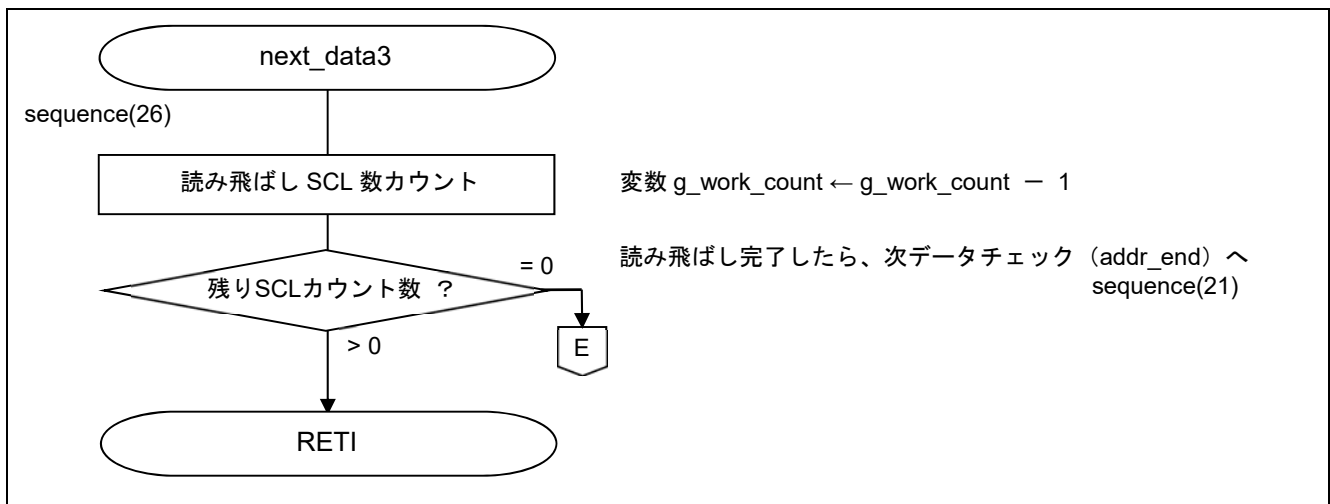 next_data3
sequence(26)
読み飛ばし SCL 数カウント
変数 g_work_count ← g_work_count － 1
読み飛ばし完了したら、次データチェック（addr_end）へ
sequence(21)
= 0
残りSCLカウント数 ？
> 0
E
RETI